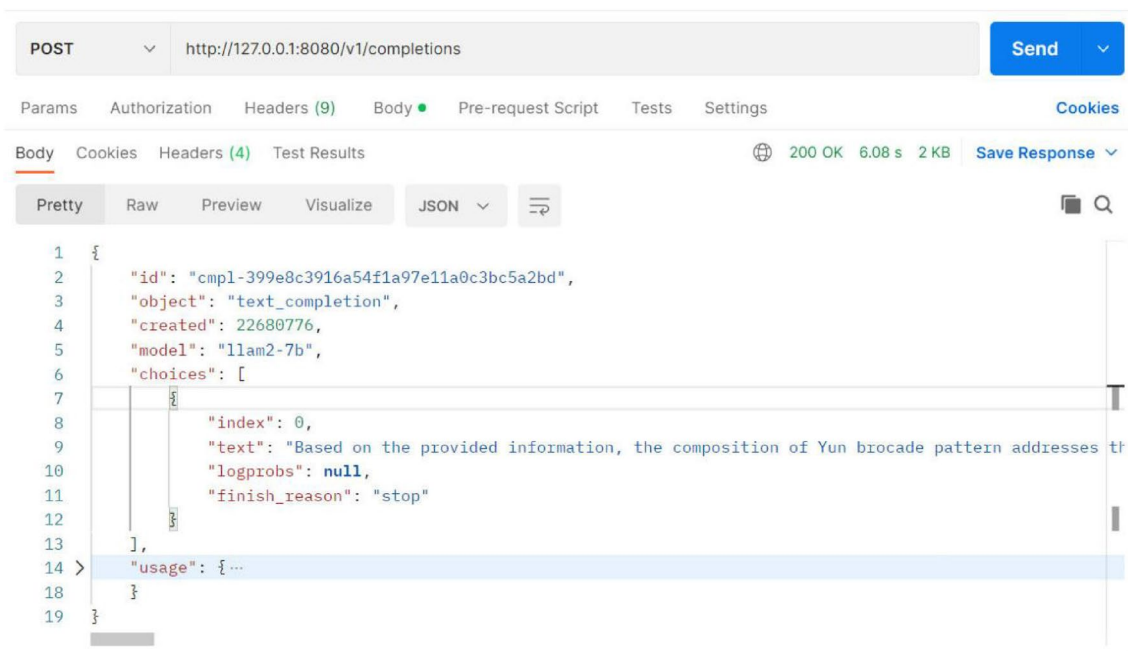 POST http://127.0.0.1:8080/v1/completions Send
Params Authorization Headers (9) Body Pre-request Script Tests Settings Cookies
Body Cookies Headers (4) Test Results 200 OK 6.08 s 2 KB Save Response
Pretty Raw Preview Visualize JSON
1 {
2 "id": "cmpl-399e8c3916a54f1a97e11a0c3bc5a2bd",
3 "object": "text_completion",
4 "created": 22680776,
5 "model": "llam2-7b",
6 "choices": [
7 {
8 "index": 0,
9 "text": "Based on the provided information, the composition of Yun brocade pattern addresses th
10 "logprobs": null,
11 "finish_reason": "stop"
12 }
13 ],
14 "usage": {…
18 }
19 }